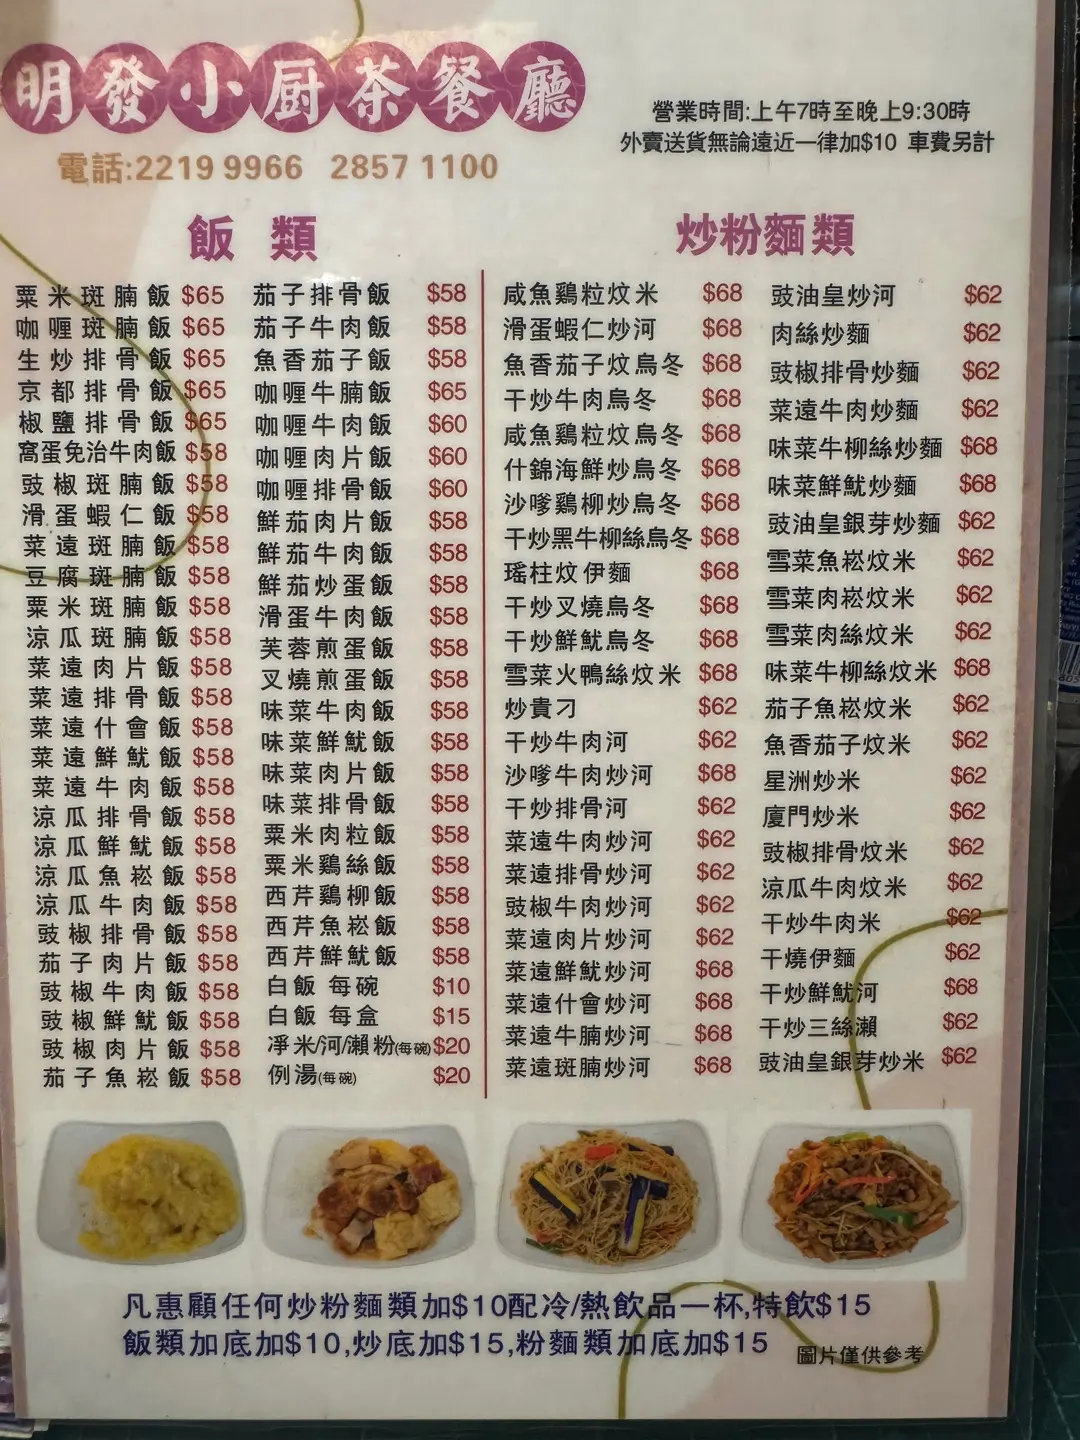 明發小厨茶餐廳
電話:2219 9966 2857 1100
營業時間:上午7時至晚上9:30時
外賣送貨無論遠近一律加$10 車費另計
飯類
粟米斑腩飯 $65
咖喱斑腩飯 $65
生炒排骨飯 $65
京都排骨飯 $65
椒鹽排骨飯 $65
窩蛋免治牛肉飯 $58
豉椒斑腩飯 $58
滑蛋蝦仁飯 $58
菜遠斑腩飯 $58
豆腐斑腩飯 $58
粟米斑腩飯 $58
凉瓜斑腩飯 $58
菜遠肉片飯 $58
菜遠排骨飯 $58
菜遠什會飯 $58
菜遠鮮魷飯 $58
菜遠牛肉飯 $58
凉瓜排骨飯 $58
凉瓜鮮魷飯 $58
凉瓜魚崧飯 $58
凉瓜牛肉飯 $58
豉椒排骨飯 $58
茄子肉片飯 $58
豉椒牛肉飯 $58
豉椒鮮魷飯 $58
豉椒肉片飯 $58
茄子魚崧飯 $58
茄子排骨飯 $58
茄子牛肉飯 $58
魚香茄子飯 $58
咖喱牛腩飯 $65
咖喱牛肉飯 $60
咖喱肉片飯 $60
咖喱排骨飯 $60
鮮茄肉片飯 $58
鮮茄牛肉飯 $58
鮮茄炒蛋飯 $58
滑蛋牛肉飯 $58
芙蓉煎蛋飯 $58
叉燒煎蛋飯 $58
味菜牛肉飯 $58
味菜鮮魷飯 $58
味菜肉片飯 $58
味菜排骨飯 $58
粟米肉粒飯 $58
粟米鷄絲飯 $58
西芹鷄柳飯 $58
西芹魚崧飯 $58
西芹鮮魷飯 $58
白飯 每碗 $10
白飯 每盒 $15
凈米/河/瀨粉(每碗) $20
例湯(每碗) $20
炒粉麵類
咸魚鷄粒炆米 $68
滑蛋蝦仁炒河 $68
魚香茄子炆烏冬 $68
干炒牛肉烏冬 $68
咸魚鷄粒炆烏冬 $68
什錦海鮮炒烏冬 $68
沙嗲鷄柳炒烏冬 $68
干炒黑牛柳絲烏冬 $68
瑤柱炆伊麵 $68
干炒叉燒烏冬 $68
干炒鮮魷烏冬 $68
雪菜火鴨絲炆米 $68
炒貴刁 $62
干炒牛肉河 $62
沙嗲牛肉炒河 $68
干炒排骨河 $62
菜遠牛肉炒河 $62
菜遠排骨炒河 $62
豉椒牛肉炒河 $62
菜遠肉片炒河 $62
菜遠鮮魷炒河 $68
菜遠什會炒河 $68
菜遠牛腩炒河 $68
菜遠斑腩炒河 $68
豉油皇炒河 $62
肉絲炒麵 $62
豉椒排骨炒麵 $62
菜遠牛肉炒麵 $62
味菜牛柳絲炒麵 $68
味菜鮮魷炒麵 $68
豉油皇銀芽炒麵 $62
雪菜魚崧炆米 $62
雪菜肉崧炆米 $62
雪菜肉絲炆米 $62
味菜牛柳絲炆米 $68
茄子魚崧炆米 $62
魚香茄子炆米 $62
星洲炒米 $62
廈門炒米 $62
豉椒排骨炆米 $62
凉瓜牛肉炆米 $62
干炒牛肉米 $62
干燒伊麵 $62
干炒鮮魷河 $68
干炒三絲瀨 $62
豉油皇銀芽炒米 $62
凡惠顧任何炒粉麵類加$10配冷/熱飲品一杯,特飲$15
飯類加底加$10,炒底加$15,粉麵類加底加$15
圖片僅供參考